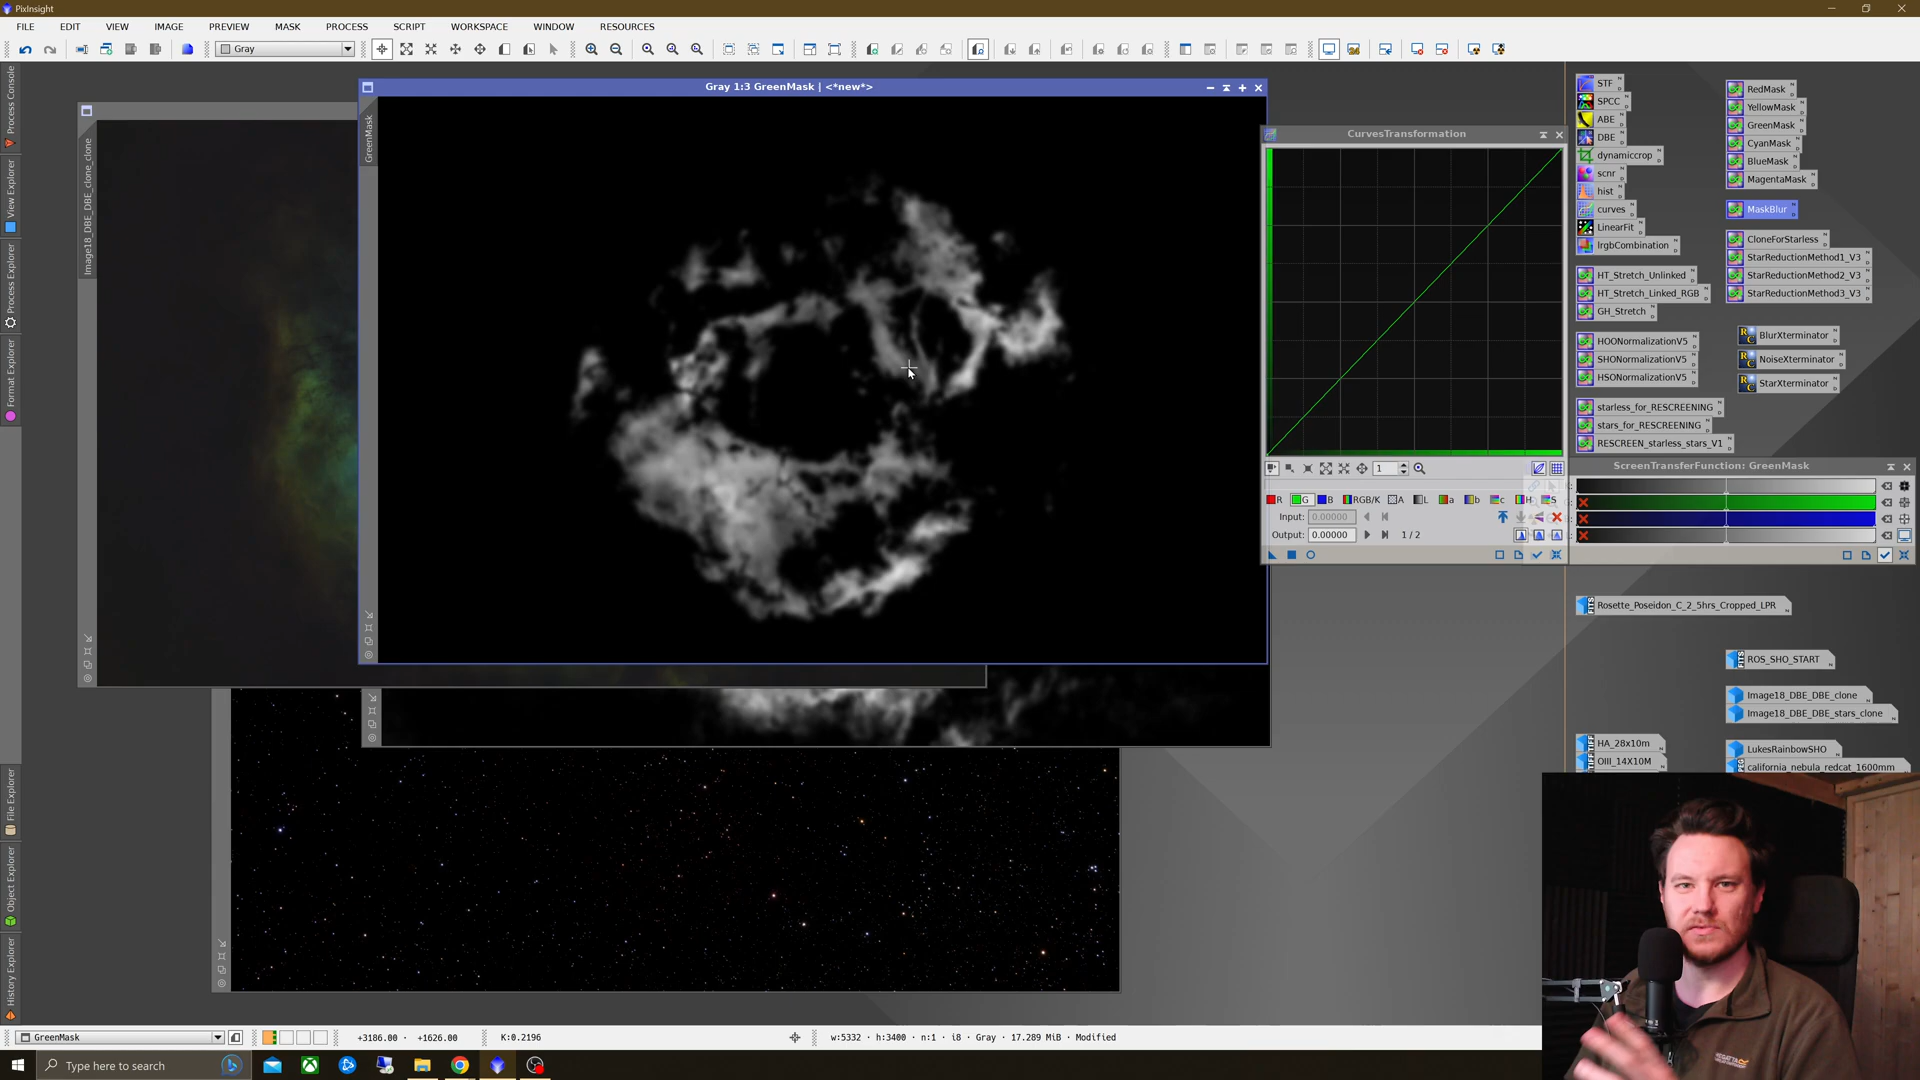 PixInsight
FILE EDIT VIEW IMAGE PREVIEW MASK PROCESS SCRIPT WORKSPACE WINDOW RESOURCES
Gray
Process Console
View Explorer
Process Explorer
Format Explorer
File Explorer
Object Explorer
History Explorer
Image18_DBE_DBE_clone_clone
Gray 1:3 GreenMask | <*new*>
GreenMask
CurvesTransformation
1
R G B RGB/K A L a b c H S
Input: 0.00000
Output: 0.00000 1 / 2
STF
SPCC
ABE
DBE
dynamiccrop
scnr
hist
curves
LinearFit
lrgbCombination
HT_Stretch_Unlinked
HT_Stretch_Linked_RGB
GH_Stretch
HOONormalizationV5
SHONormalizationV5
HSONormalizationV5
starless_for_RESCREENING
stars_for_RESCREENING
RESCREEN_starless_stars_V1
RedMask
YellowMask
GreenMask
CyanMask
BlueMask
MagentaMask
MaskBlur
CloneForStarless
StarReductionMethod1_V3
StarReductionMethod2_V3
StarReductionMethod3_V3
BlurXterminator
NoiseXterminator
StarXterminator
ScreenTransferFunction: GreenMask
Rosette_Poseidon_C_2_5hrs_Cropped_LPR
ROS_SHO_START
Image18_DBE_DBE_clone
Image18_DBE_DBE_stars_clone
HA_28x10m
OIII_14X10M
LukesRainbowSHO
california_nebula_redcat_1600mm
REGATTA
GreenMask
+3186.00 · +1626.00
K:0.2196
w:5332 · h:3400 · n:1 · i8 · Gray · 17.289 MiB · Modified
Type here to search